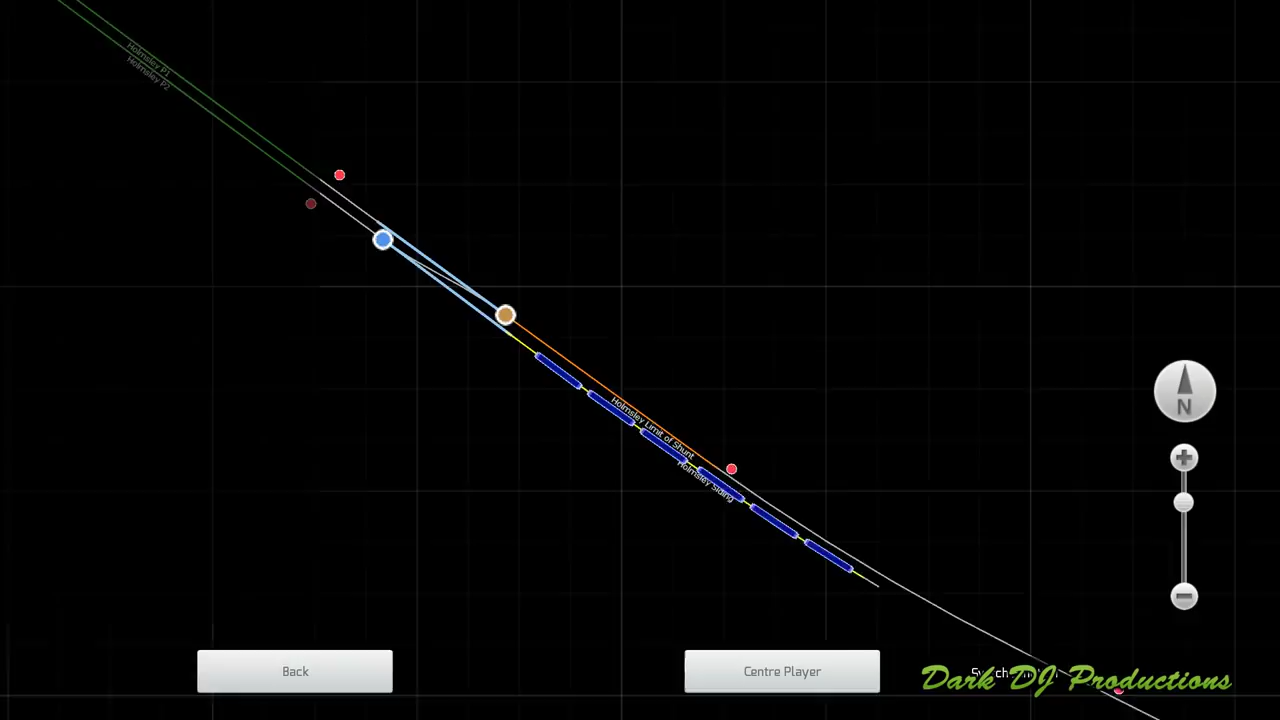 Holmsley P1
Holmsley P2
Holmsley Limit of Shunt
Holmsley Siding
N
Back
Centre Player
Dark DJ Productions